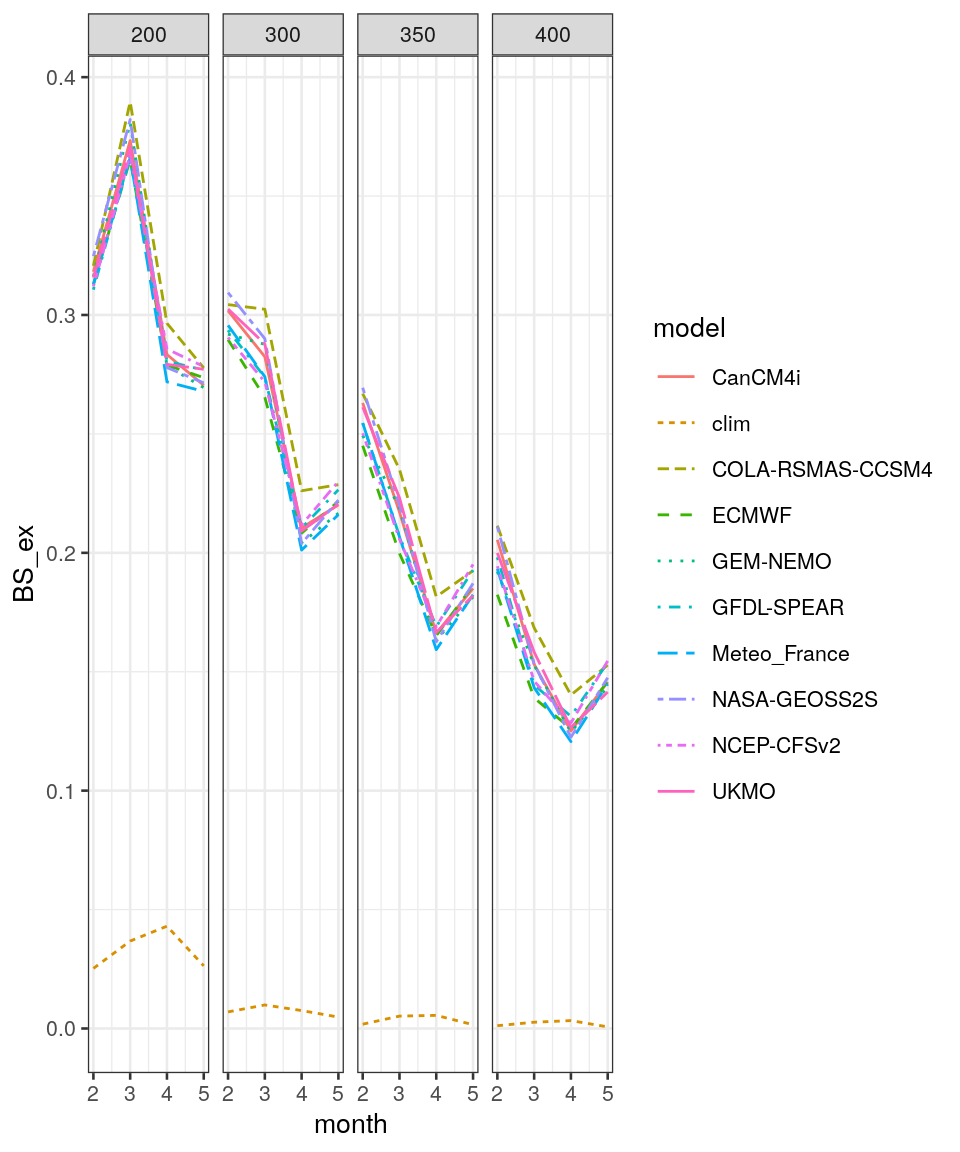 200 300 350 400
0.4
0.3
0.2
0.1
0.0
BS_ex
2 3 4 5 2 3 4 5 2 3 4 5 2 3 4 5
month
model
CanCM4i
clim
COLA-RSMAS-CCSM4
ECMWF
GEM-NEMO
GFDL-SPEAR
Meteo_France
NASA-GEOSS2S
NCEP-CFSv2
UKMO